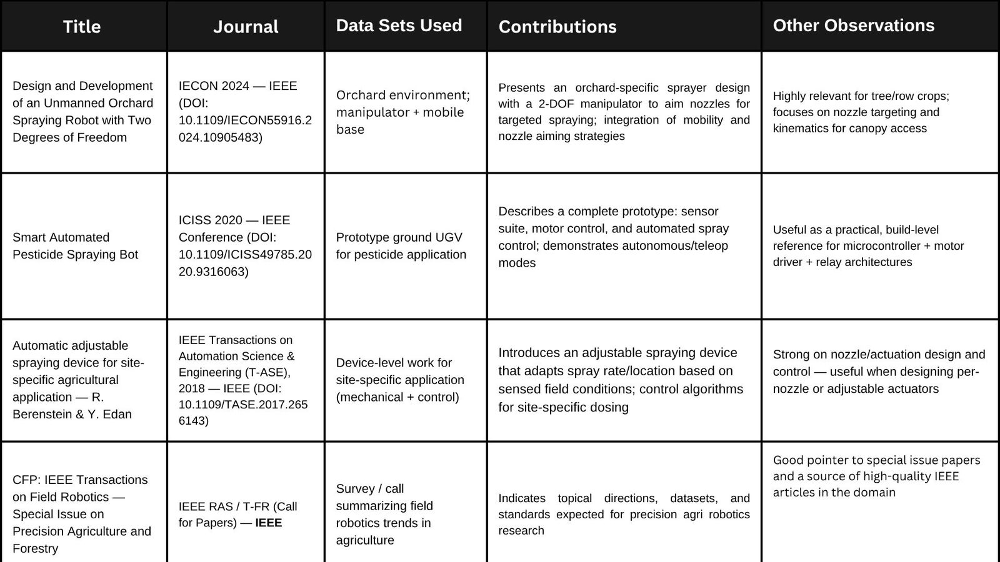 Title
Journal
Data Sets Used
Contributions
Other Observations
Design and Development
of an Unmanned Orchard
Spraying Robot with Two
Degrees of Freedom
IECON 2024 — IEEE
(DOI:
10.1109/IECON55916.2
024.10905483)
Orchard environment;
manipulator + mobile
base
Presents an orchard-specific sprayer design
with a 2-DOF manipulator to aim nozzles for
targeted spraying; integration of mobility and
nozzle aiming strategies
Highly relevant for tree/row crops;
focuses on nozzle targeting and
kinematics for canopy access
Smart Automated
Pesticide Spraying Bot
ICISS 2020 — IEEE
Conference (DOI:
10.1109/ICISS49785.20
20.9316063)
Prototype ground UGV
for pesticide application
Describes a complete prototype: sensor
suite, motor control, and automated spray
control; demonstrates autonomous/teleop
modes
Useful as a practical, build-level
reference for microcontroller + motor
driver + relay architectures
Automatic adjustable
spraying device for site-
specific agricultural
application — R.
Berenstein & Y. Edan
IEEE Transactions on
Automation Science &
Engineering (T-ASE),
2018 — IEEE (DOI:
10.1109/TASE.2017.265
6143)
Device-level work for
site-specific application
(mechanical + control)
Introduces an adjustable spraying device
that adapts spray rate/location based on
sensed field conditions; control algorithms
for site-specific dosing
Strong on nozzle/actuation design and
control — useful when designing per-
nozzle or adjustable actuators
CFP: IEEE Transactions
on Field Robotics —
Special Issue on
Precision Agriculture and
Forestry
IEEE RAS / T-FR (Call
for Papers) — IEEE
Survey / call
summarizing field
robotics trends in
agriculture
Indicates topical directions, datasets, and
standards expected for precision agri robotics
research
Good pointer to special issue papers
and a source of high-quality IEEE
articles in the domain